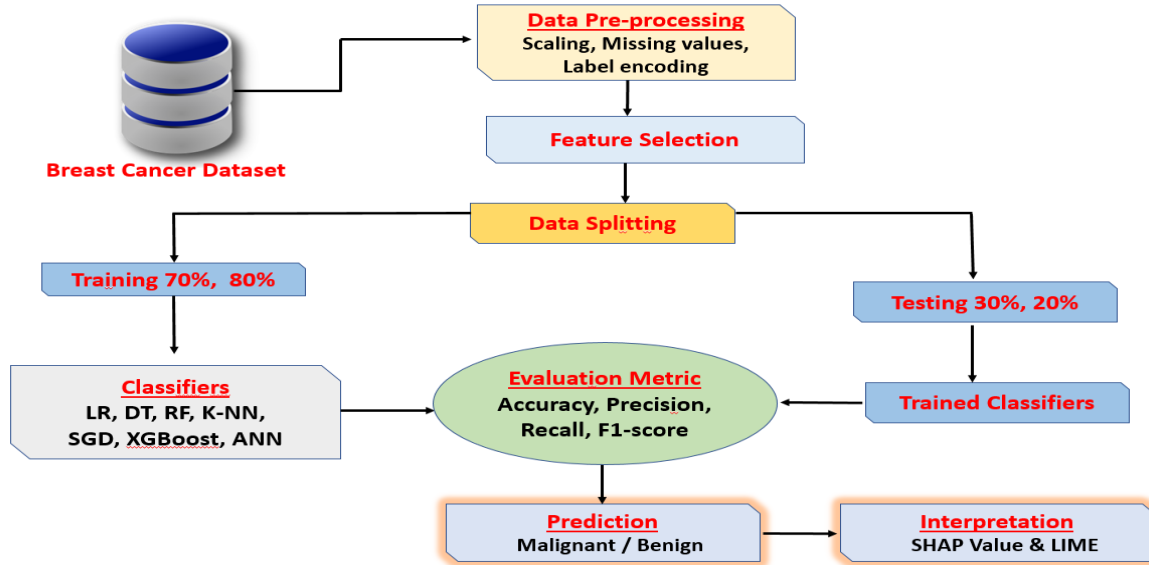 Data Pre-processing
Scaling, Missing values,
Label encoding
Breast Cancer Dataset
Feature Selection
Data Splitting
Training 70%,  80%
Testing 30%, 20%
Classifiers
LR, DT, RF, K-NN,
SGD, XGBoost, ANN
Evaluation Metric
Accuracy, Precision,
Recall, F1-score
Trained Classifiers
Prediction
Malignant / Benign
Interpretation
SHAP Value & LIME